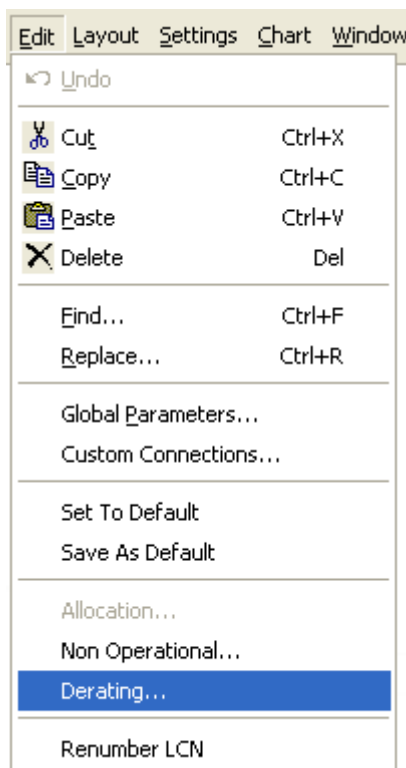 Edit Layout Settings Chart Window
Undo
Cut Ctrl+X
Copy Ctrl+C
Paste Ctrl+V
Delete Del
Find... Ctrl+F
Replace... Ctrl+R
Global Parameters...
Custom Connections...
Set To Default
Save As Default
Allocation...
Non Operational...
Derating...
Renumber LCN